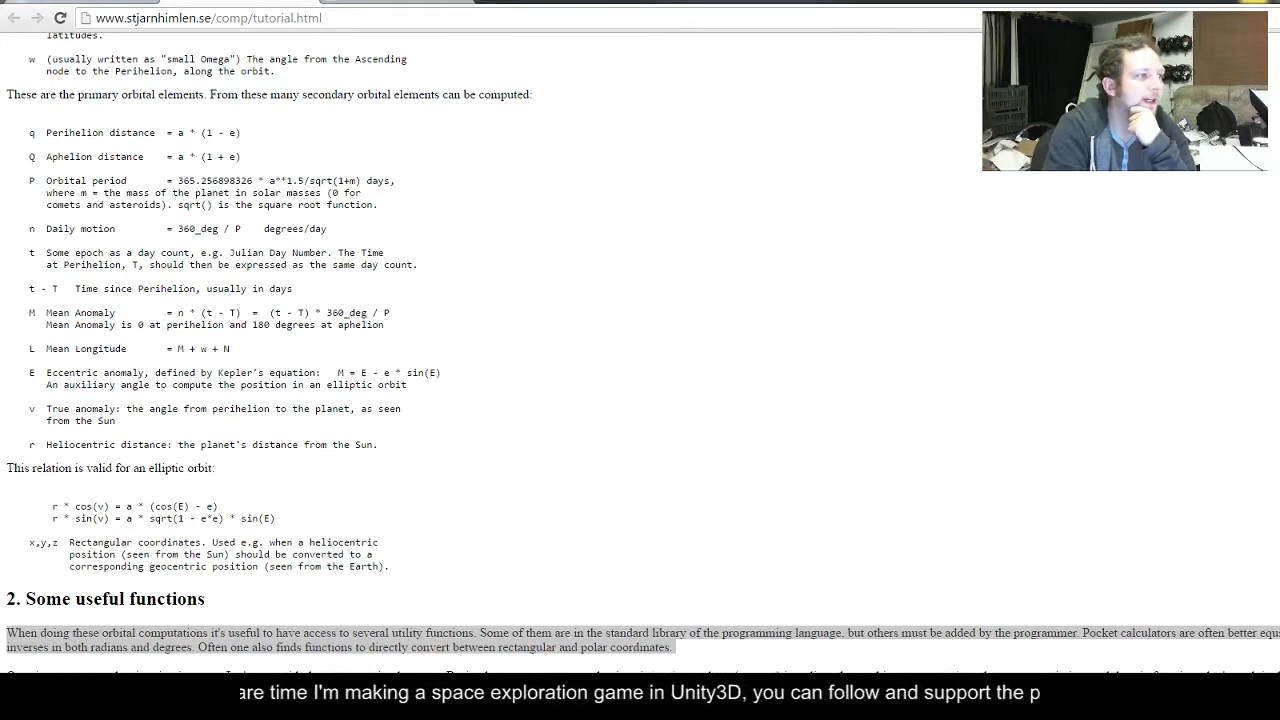 www.stjarnhimlen.se/comp/tutorial.html
latitudes.
w (usually written as "small Omega") The angle from the Ascending
node to the Perihelion, along the orbit.
These are the primary orbital elements. From these many secondary orbital elements can be computed:
q Perihelion distance = a * (1 - e)
Q Aphelion distance = a * (1 + e)
P Orbital period = 365.256898326 * a**1.5/sqrt(1+m) days,
where m = the mass of the planet in solar masses (0 for
comets and asteroids). sqrt() is the square root function.
n Daily motion = 360_deg / P degrees/day
t Some epoch as a day count, e.g. Julian Day Number. The Time
at Perihelion, T, should then be expressed as the same day count.
t - T Time since Perihelion, usually in days
M Mean Anomaly = n * (t - T) = (t - T) * 360_deg / P
Mean Anomaly is 0 at perihelion and 180 degrees at aphelion
L Mean Longitude = M + w + N
E Eccentric anomaly, defined by Kepler's equation: M = E - e * sin(E)
An auxiliary angle to compute the position in an elliptic orbit
v True anomaly: the angle from perihelion to the planet, as seen
from the Sun
r Heliocentric distance: the planet's distance from the Sun.
This relation is valid for an elliptic orbit:
r * cos(v) = a * (cos(E) - e)
r * sin(v) = a * sqrt(1 - e*e) * sin(E)
x,y,z Rectangular coordinates. Used e.g. when a heliocentric
position (seen from the Sun) should be converted to a
corresponding geocentric position (seen from the Earth).
2. Some useful functions
When doing these orbital computations it's useful to have access to several utility functions. Some of them are in the standard library of the programming language, but others must be added by the programmer. Pocket calculators are often better equ
inverses in both radians and degrees. Often one also finds functions to directly convert between rectangular and polar coordinates.
are time I'm making a space exploration game in Unity3D, you can follow and support the p